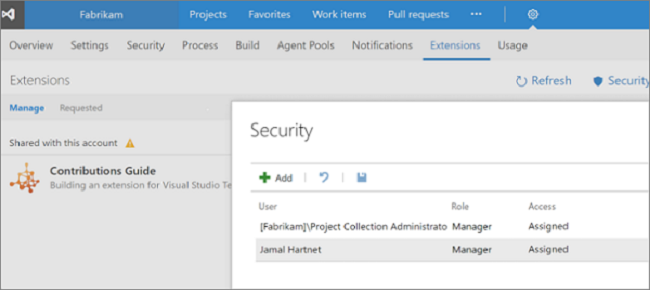 Fabrikam Projects Favorites Work items Pull requests ...
Overview Settings Security Process Build Agent Pools Notifications Extensions Usage
Extensions Refresh Security
Manage Requested
Shared with this account
Contributions Guide
Building an extension for Visual Studio Te
Security
Add
User Role Access
[Fabrikam]\Project Collection Administrato Manager Assigned
Jamal Hartnet Manager Assigned